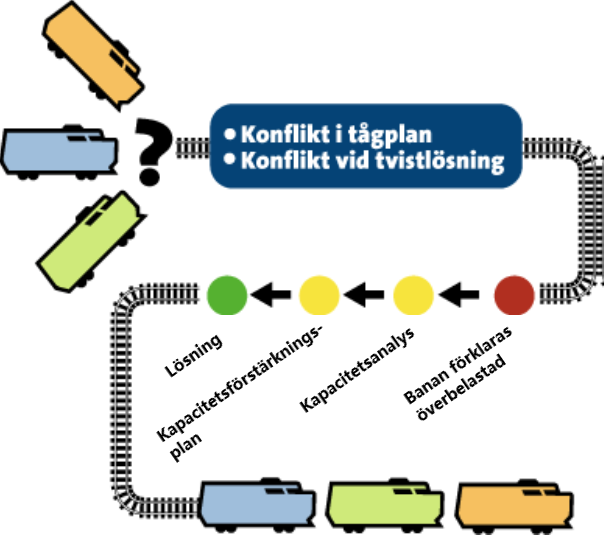 ?
• Konflikt i tågplan
• Konflikt vid tvistlösning
Lösning
Kapacitetsförstärknings-
plan
Kapacitetsanalys
Banan förklaras
överbelastad